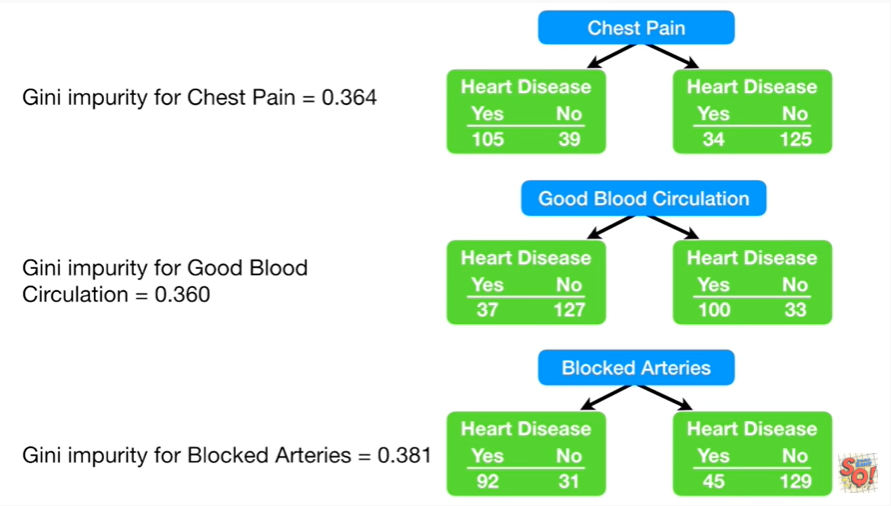 Chest Pain
Gini impurity for Chest Pain = 0.364
Heart Disease
Yes No
105 39
Heart Disease
Yes No
34 125
Good Blood Circulation
Gini impurity for Good Blood
Circulation = 0.360
Heart Disease
Yes No
37 127
Heart Disease
Yes No
100 33
Blocked Arteries
Gini impurity for Blocked Arteries = 0.381
Heart Disease
Yes No
92 31
Heart Disease
Yes No
45 129
SQ!